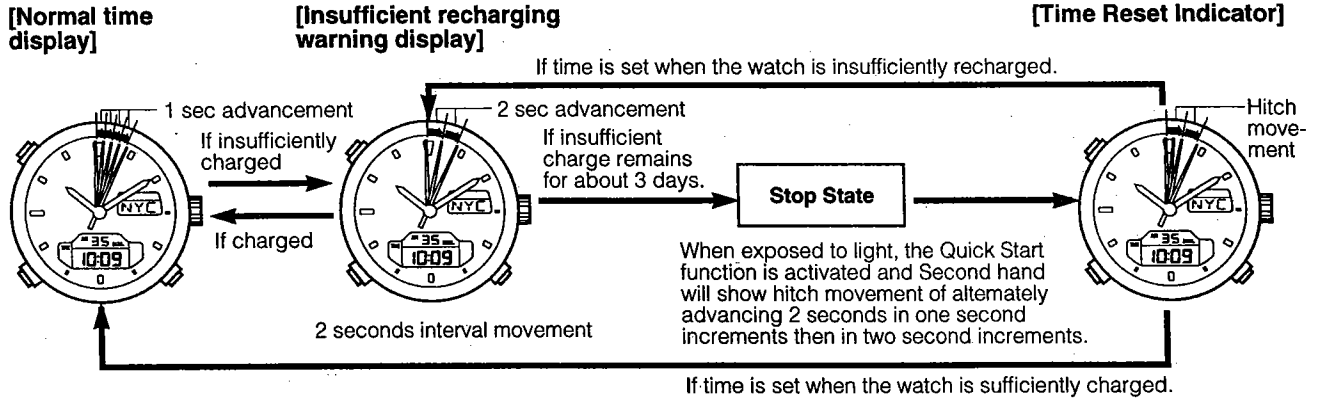 [Normal time
display]
[Insufficient recharging
warning display]
[Time Reset Indicator]
If time is set when the watch is insufficiently recharged.
1 sec advancement
If insufficiently
charged
If charged
2 sec advancement
If insufficient
charge remains
for about 3 days.
Stop State
Hitch
move-
ment
NYC
35
10:09
NYC
35
10:09
NYC
35
10:09
When exposed to light, the Quick Start
function is activated and Second hand
will show hitch movement of alternately
advancing 2 seconds in one second
increments then in two second increments.
2 seconds interval movement
If time is set when the watch is sufficiently charged.